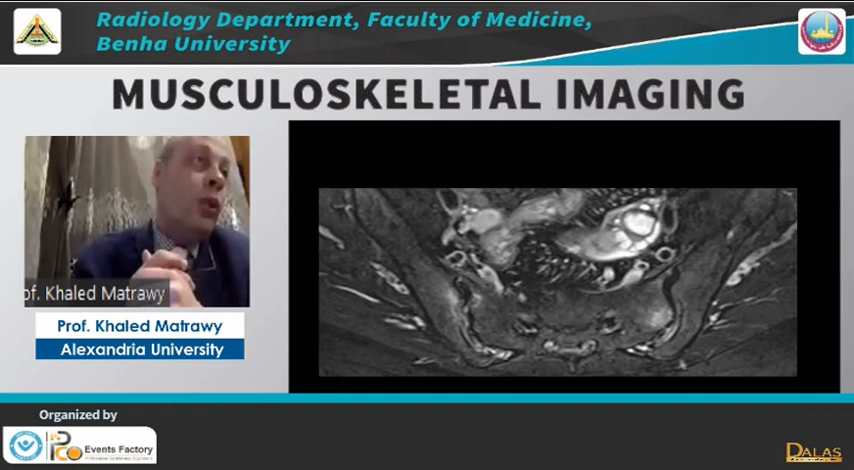 Radiology Department, Faculty of Medicine,
Benha University
MUSCULOSKELETAL IMAGING
of. Khaled Matrawy
Prof. Khaled Matrawy
Alexandria University
Organized by
PCO
Events Factory
DALAS